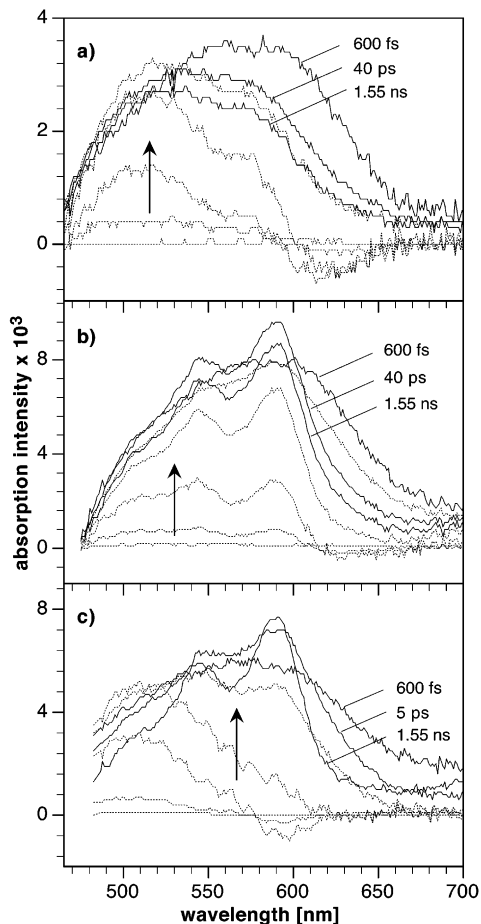 4
a)
600 fs
40 ps
1.55 ns
2
0
b)
600 fs
8
40 ps
1.55 ns
4
0
absorption intensity x 10³
c)
8
600 fs
5 ps
1.55 ns
4
0
500 550 600 650 700
wavelength [nm]